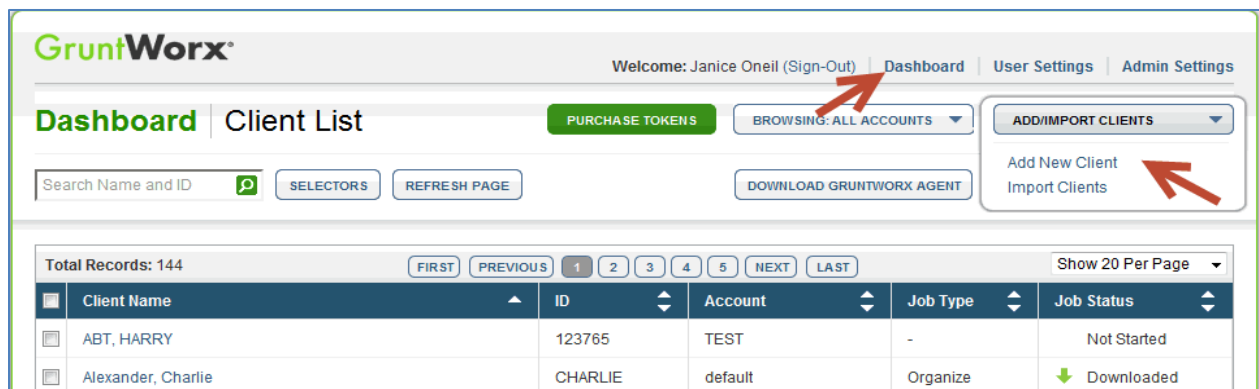 GruntWorx
Welcome: Janice Oneil (Sign-Out) | Dashboard | User Settings | Admin Settings
Dashboard | Client List
PURCHASE TOKENS
BROWSING: ALL ACCOUNTS
ADD/IMPORT CLIENTS
Add New Client
Import Clients
Search Name and ID
SELECTORS
REFRESH PAGE
DOWNLOAD GRUNTWORX AGENT
Total Records: 144
FIRST PREVIOUS 1 2 3 4 5 NEXT LAST
Show 20 Per Page
Client Name ID Account Job Type Job Status
ABT, HARRY 123765 TEST - Not Started
Alexander, Charlie CHARLIE default Organize Downloaded